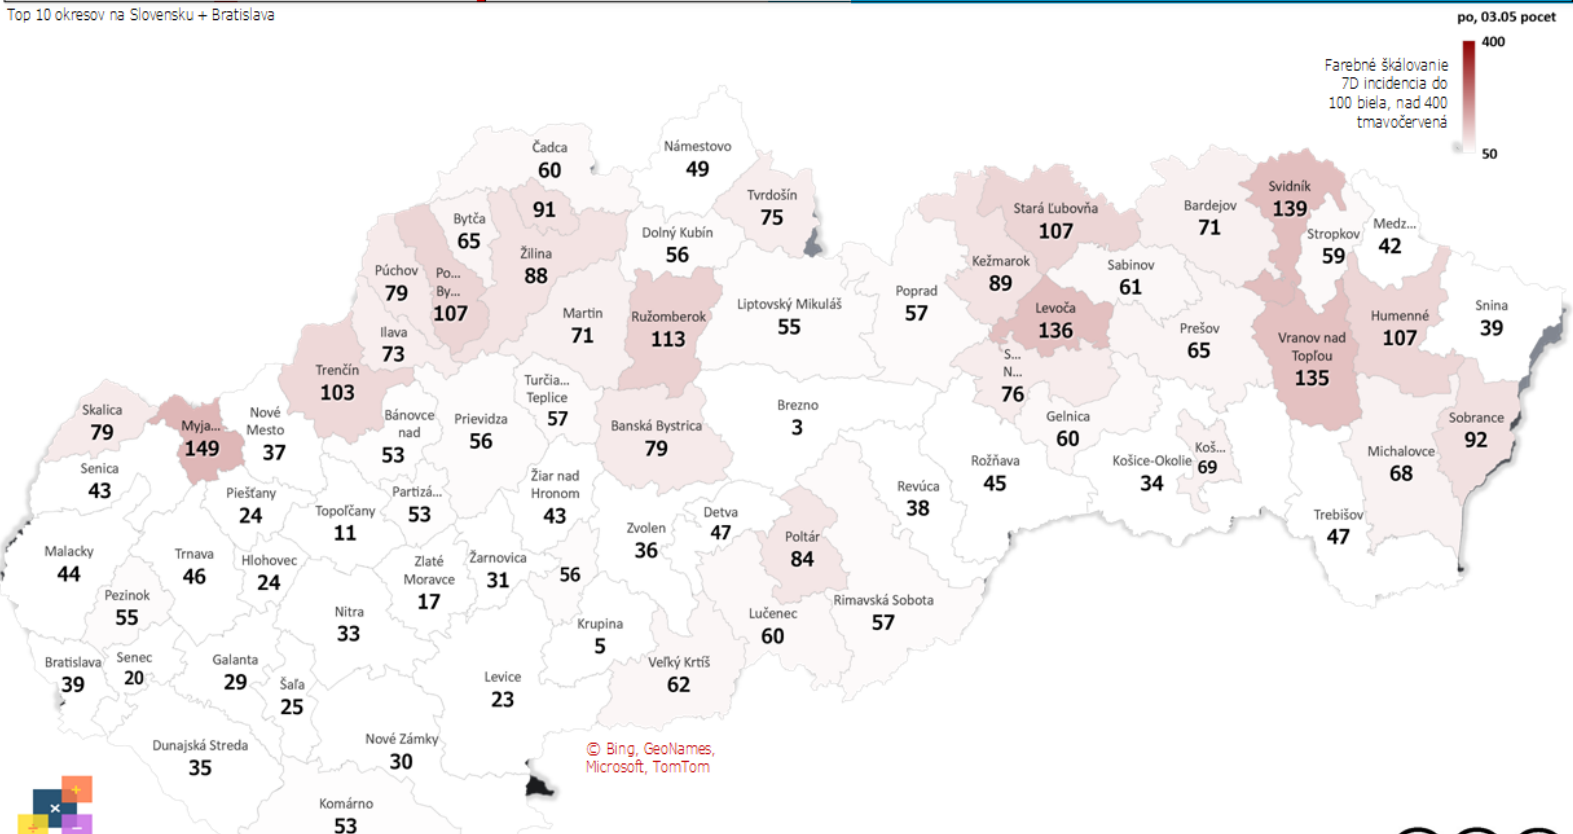 Top 10 okresov na Slovensku + Bratislava
po, 03.05 pocet
400
Farebné škálovanie
7D incidencia do
100 biela, nad 400
tmavočervená
50
Čadca
60
Námestovo
49
Tvrdošín
75
Bytča
65
91
Dolný Kubín
56
Žilina
88
Púchov
79
Po...
By...
107
Ilava
73
Martin
71
Ružomberok
113
Liptovský Mikuláš
55
Poprad
57
Stará Ľubovňa
107
Kežmarok
89
Levoča
136
Sabinov
61
Bardejov
71
Svidník
139
Stropkov
59
Medz...
42
Prešov
65
Vranov nad
Topľou
135
Humenné
107
Snina
39
S...
N...
76
Gelnica
60
Koš...
69
Košice-Okolie
34
Michalovce
68
Sobrance
92
Trebišov
47
Trenčín
103
Skalica
79
Myja...
149
Nové
Mesto
37
Bánovce
nad
53
Prievidza
56
Turčia...
Teplice
57
Banská Bystrica
79
Brezno
3
Rožňava
45
Revúca
38
Senica
43
Piešťany
24
Topoľčany
11
Partizá...
53
Žiar nad
Hronom
43
Zvolen
36
Detva
47
Poltár
84
Malacky
44
Trnava
46
Hlohovec
24
Zlaté
Moravce
17
Žarnovica
31
56
Pezinok
55
Nitra
33
Krupina
5
Lučenec
60
Rimavská Sobota
57
Bratislava
39
Senec
20
Galanta
29
Šaľa
25
Levice
23
Veľký Krtíš
62
Dunajská Streda
35
Nové Zámky
30
Komárno
53
© Bing, GeoNames,
Microsoft, TomTom